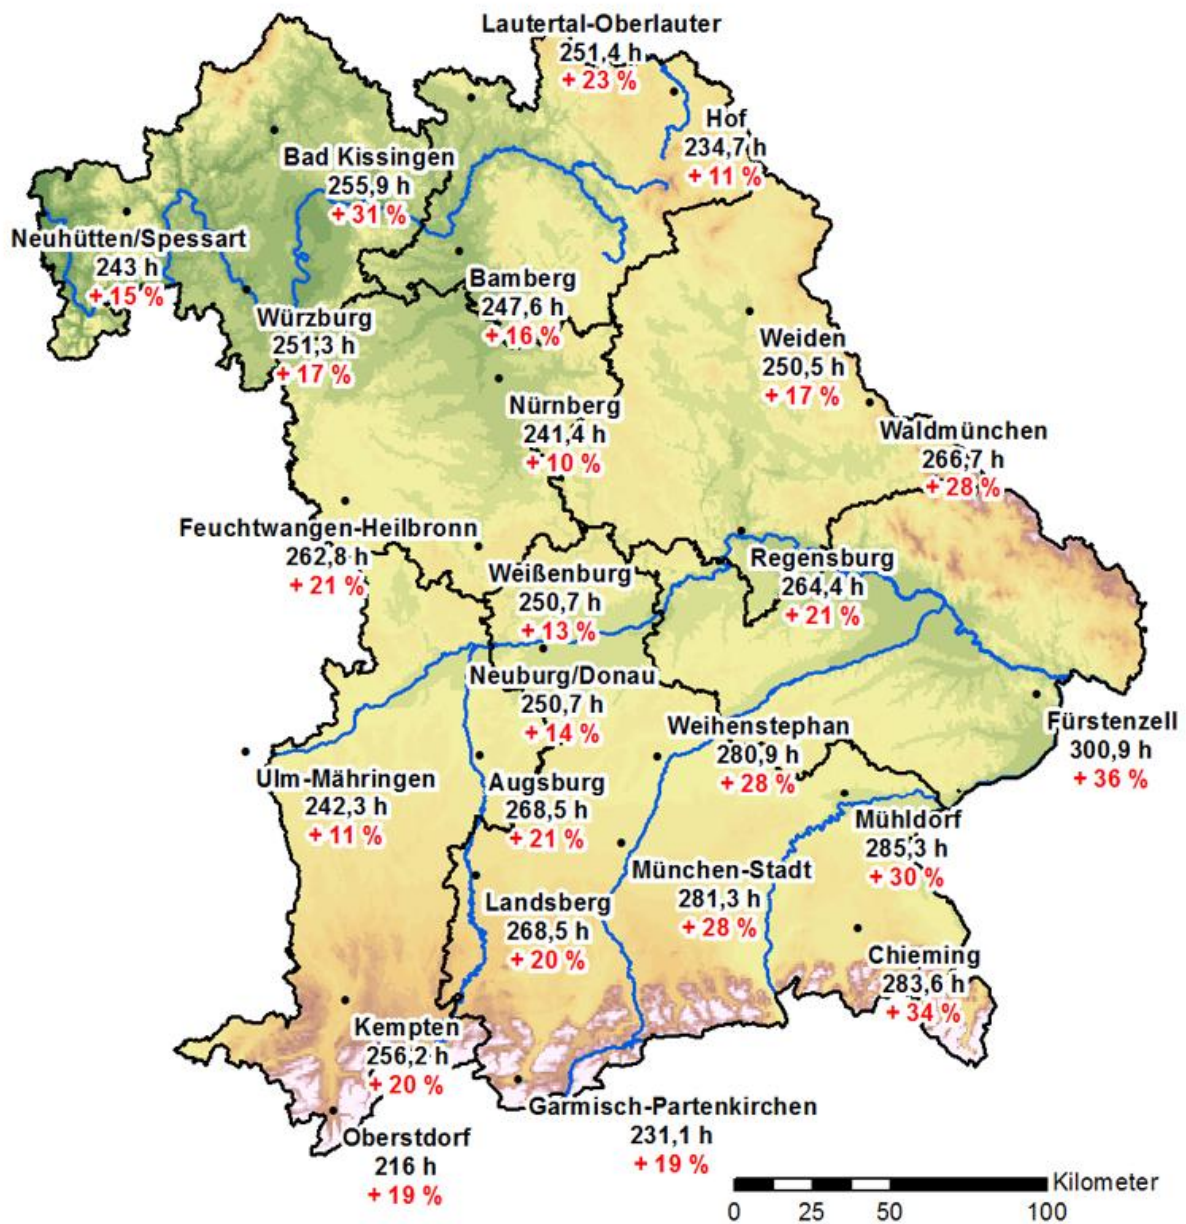 Lautertal-Oberlauter
251,4 h
+ 23 %
Hof
234,7 h
+ 11 %
Bad Kissingen
255,9 h
+ 31 %
Neuhütten/Spessart
243 h
+ 15 %
Bamberg
247,6 h
+ 16 %
Würzburg
251,3 h
+ 17 %
Weiden
250,5 h
+ 17 %
Nürnberg
241,4 h
+ 10 %
Waldmünchen
266,7 h
+ 28 %
Feuchtwangen-Heilbronn
262,8 h
+ 21 %
Weißenburg
250,7 h
+ 13 %
Regensburg
264,4 h
+ 21 %
Neuburg/Donau
250,7 h
+ 14 %
Weihenstephan
280,9 h
+ 28 %
Fürstenzell
300,9 h
+ 36 %
Ulm-Mähringen
242,3 h
+ 11 %
Augsburg
268,5 h
+ 21 %
Mühldorf
285,3 h
+ 30 %
München-Stadt
281,3 h
+ 28 %
Landsberg
268,5 h
+ 20 %
Chieming
283,6 h
+ 34 %
Kempten
256,2 h
+ 20 %
Garmisch-Partenkirchen
231,1 h
+ 19 %
Oberstdorf
216 h
+ 19 %
Kilometer
0 25 50 100